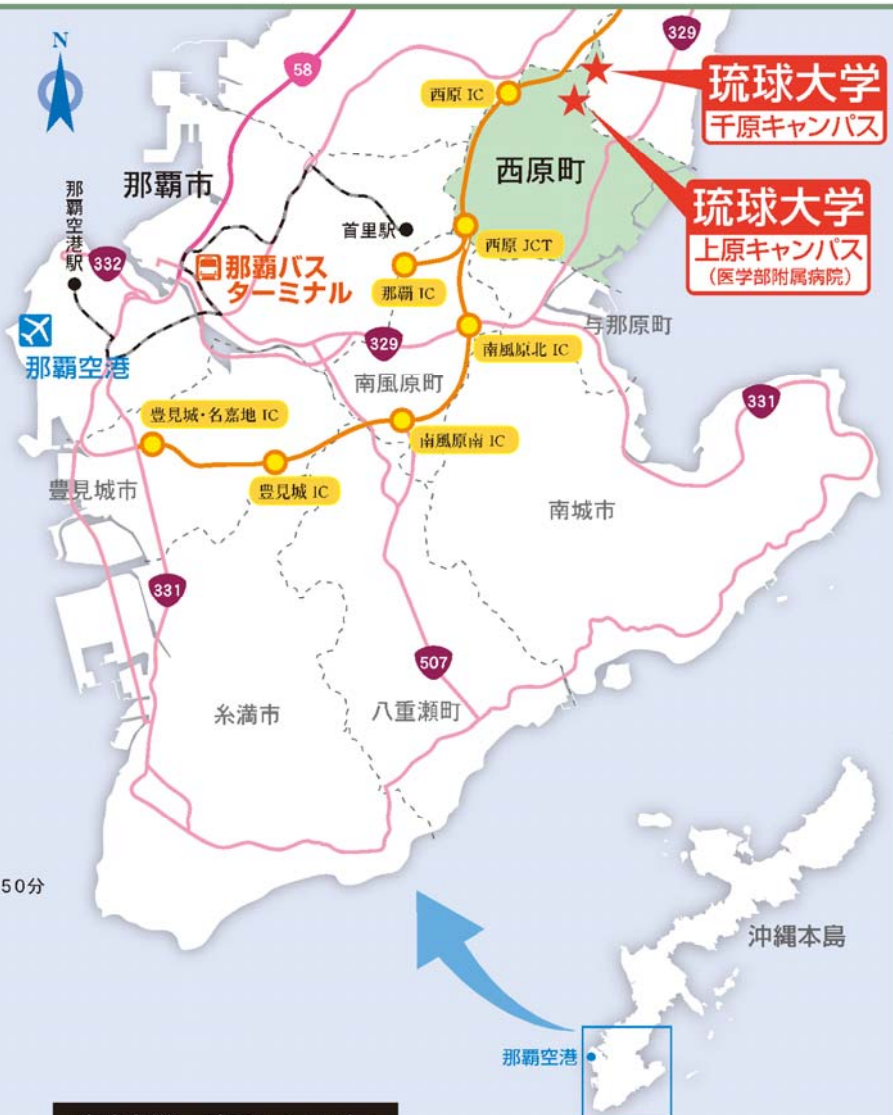 N
58
329
西原 IC
琉球大学
千原キャンパス
那覇市
西原町
琉球大学
上原キャンパス
(医学部附属病院)
那覇空港駅
332
首里駅
西原 JCT
那覇バス
ターミナル
那覇 IC
与那原町
那覇空港
329
南風原北 IC
南風原町
331
豊見城・名嘉地 IC
南風原南 IC
豊見城市
豊見城 IC
南城市
331
507
糸満市
八重瀬町
50分
沖縄本島
那覇空港